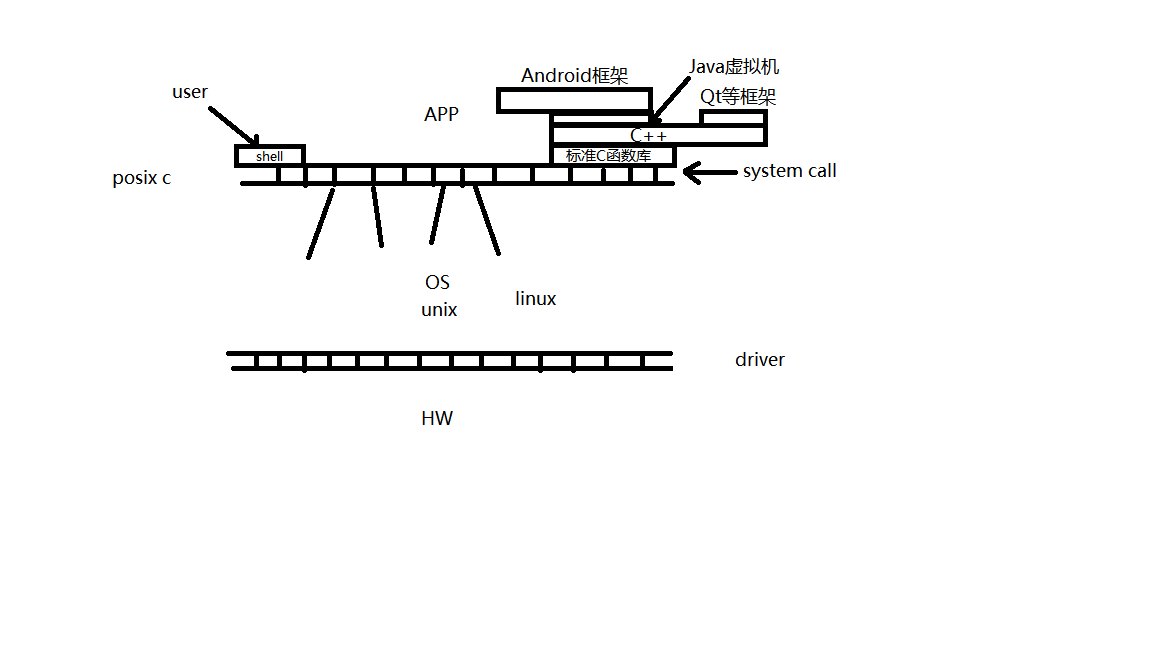 Java虚拟机
Android框架
user
Qt等框架
APP
C++
shell
标准C函数库
posix c
system call
OS
unix
linux
driver
HW